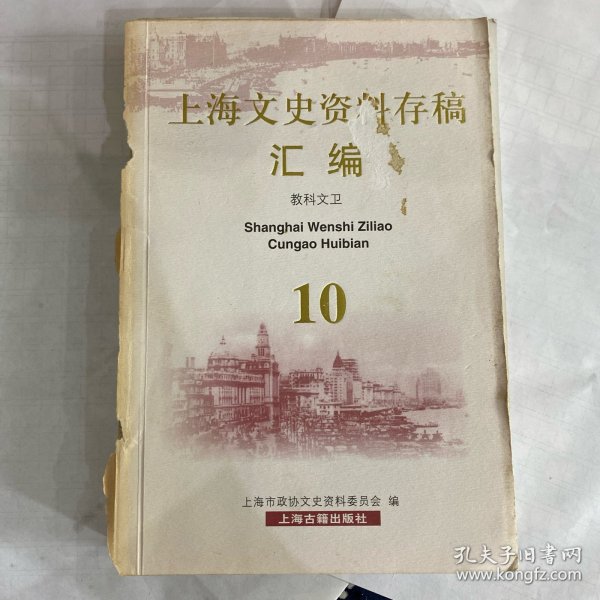 上海文史资料存稿
汇编
教科文卫
Shanghai Wenshi Ziliao
Cungao Huibian
10
上海市政协文史资料委员会 编
上海古籍出版社
孔夫子旧书网
www.kongfz.com